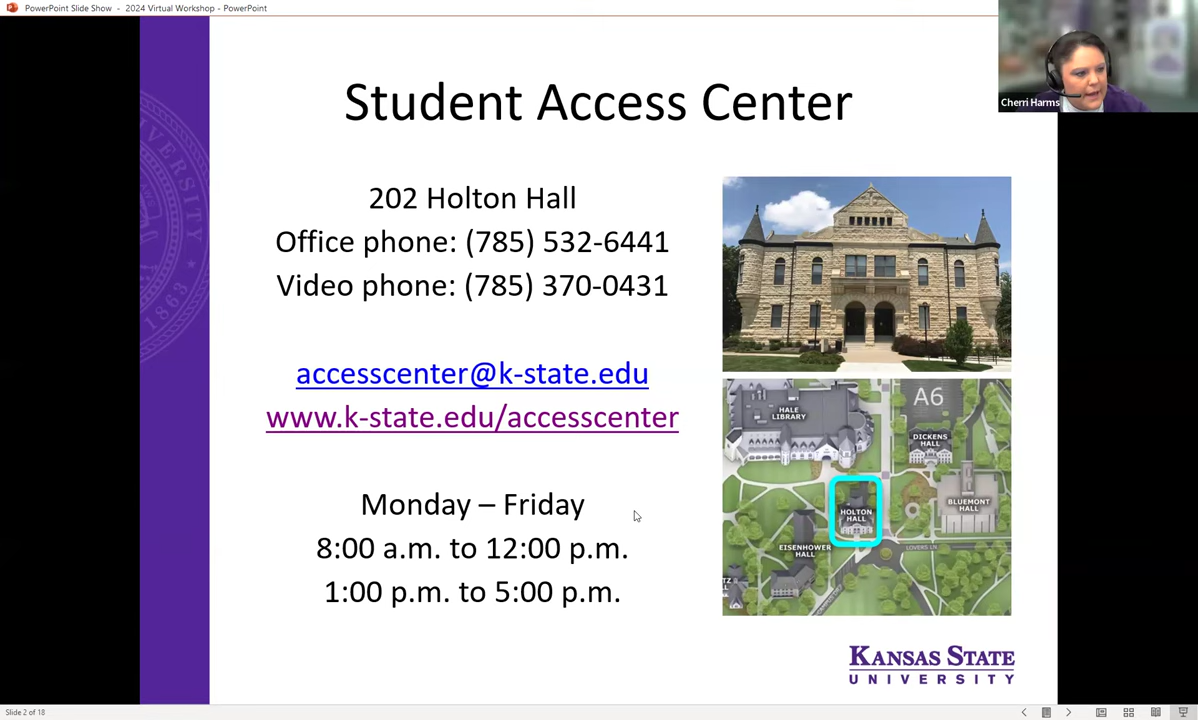 PowerPoint Slide Show - 2024 Virtual Workshop - PowerPoint
Cherri Harms
Student Access Center
202 Holton Hall
Office phone: (785) 532-6441
Video phone: (785) 370-0431
accesscenter@k-state.edu
www.k-state.edu/accesscenter
Monday – Friday
8:00 a.m. to 12:00 p.m.
1:00 p.m. to 5:00 p.m.
HALE
LIBRARY
A6
DICKENS
HALL
HOLTON
HALL
BLUEMONT
HALL
EISENHOWER
HALL
LOVERS LN
KANSAS STATE
UNIVERSITY
1863
Slide 2 of 18